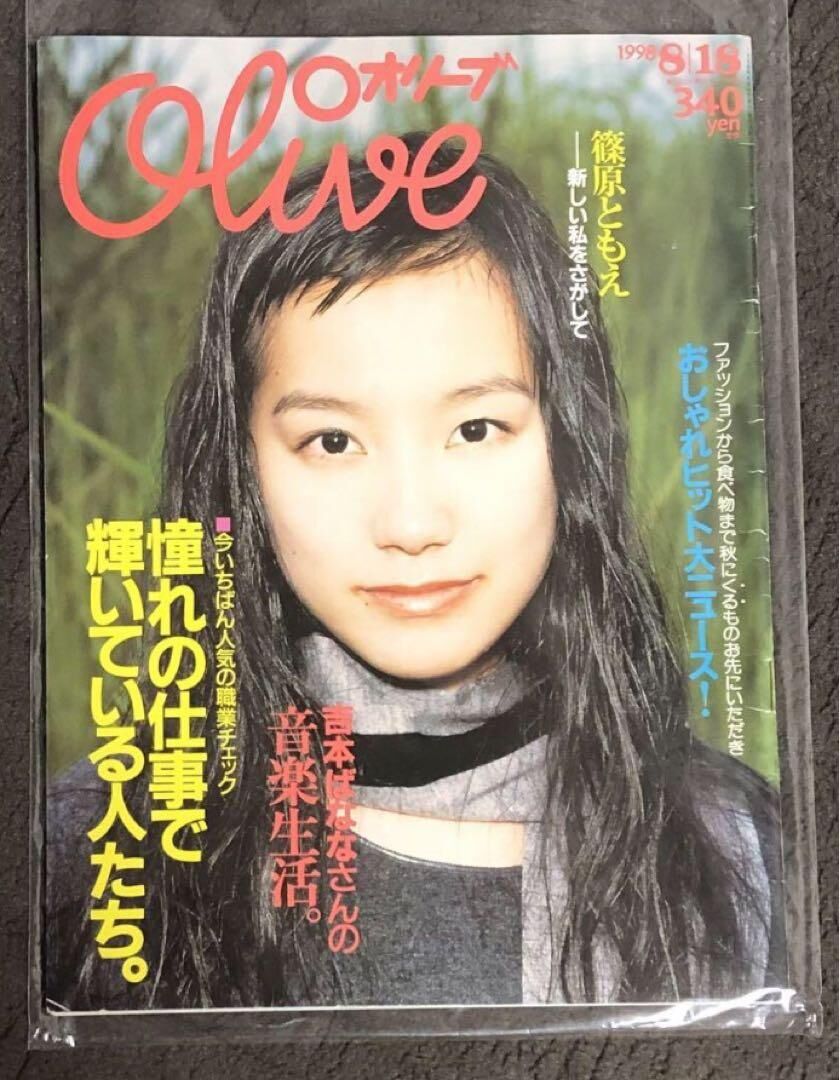 Olive
オリーブ
1998 8|18
340
yen
篠原ともえ
──新しい私をさがして
ファッションから食べ物まで秋にくるものお先にいただき
おしゃれヒット大ニュース!
■今いちばん人気の職業チェック
憧れの仕事で
輝いている人たち。
吉本ばななさんの
音楽生活。